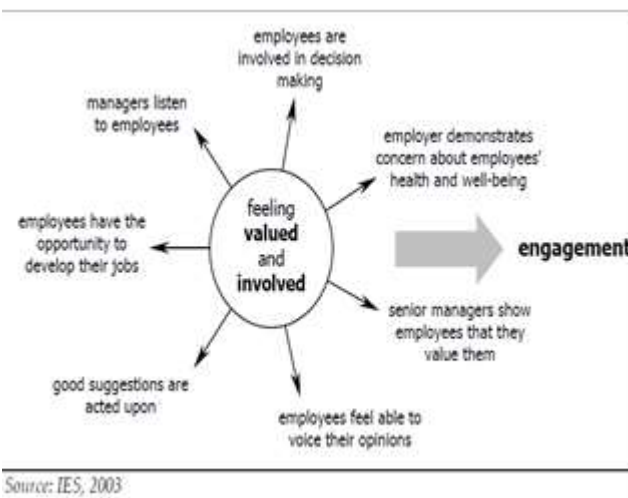 employees are
involved in decision
making
managers listen
to employees
employer demonstrates
concern about employees'
health and well-being
feeling
valued
and
involved
employees have the
opportunity to
develop their jobs
engagement
senior managers show
employees that they
value them
good suggestions are
acted upon
employees feel able to
voice their opinions
Source: IES, 2003